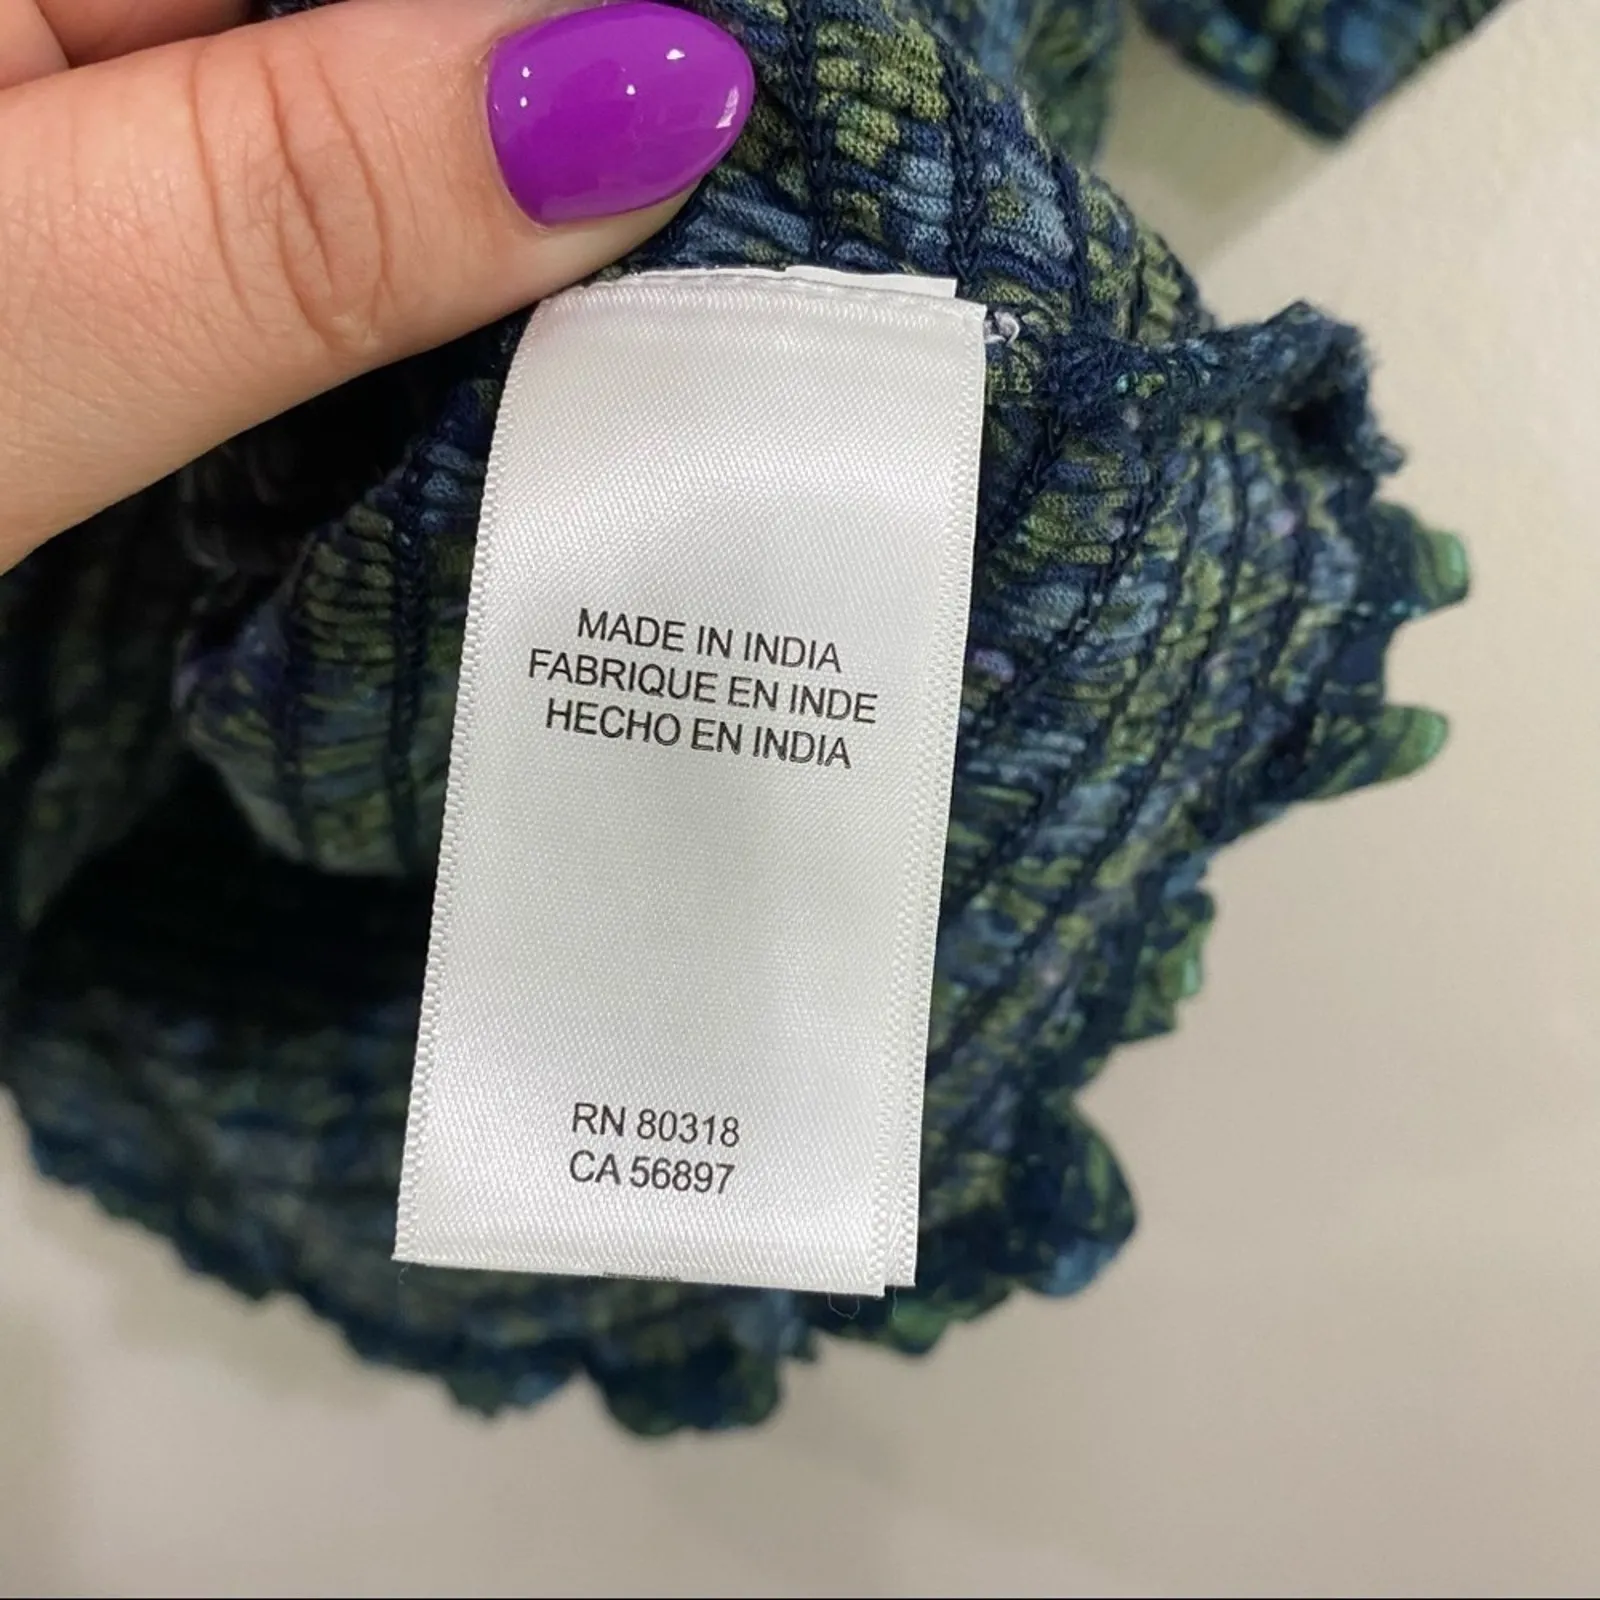 MADE IN INDIA
FABRIQUE EN INDE
HECHO EN INDIA
RN 80318
CA 56897